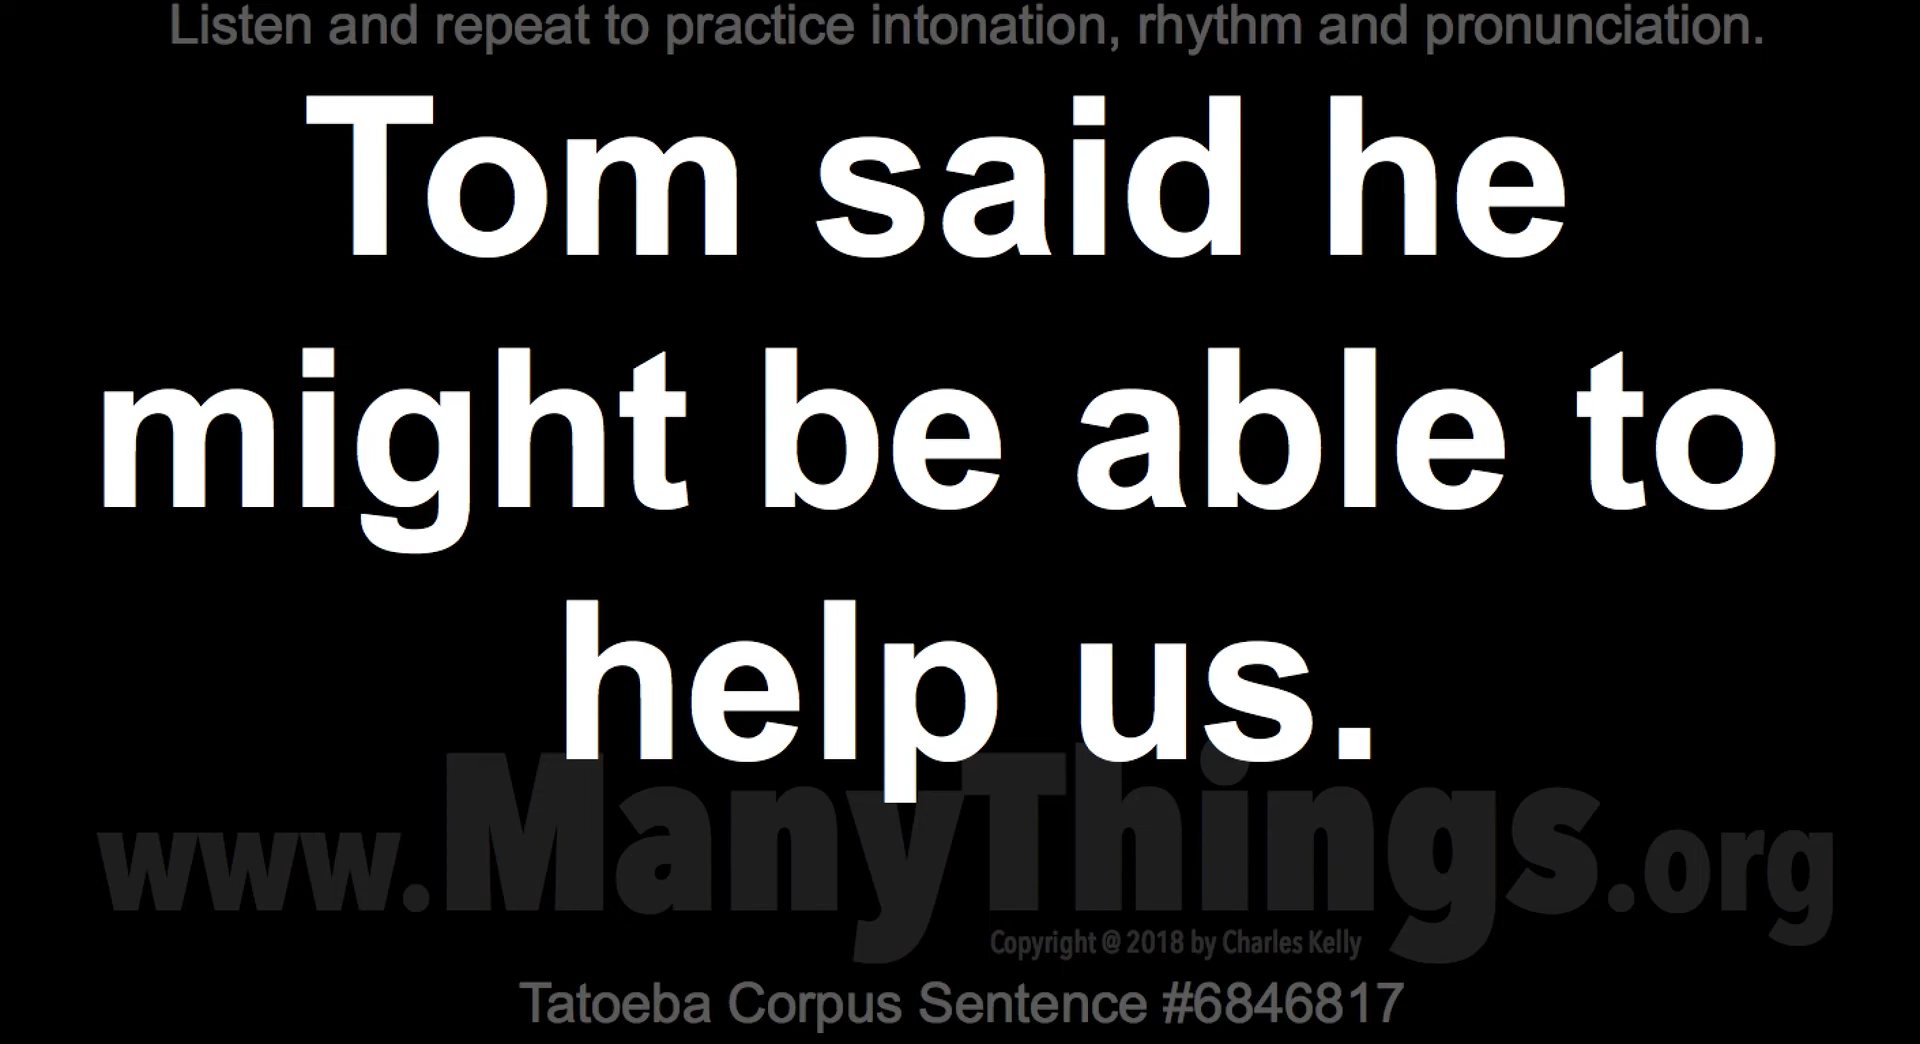 Listen and repeat to practice intonation, rhythm and pronunciation.
Tom said he
might be able to
help us.
www.ManyThings.org
Copyright @ 2018 by Charles Kelly
Tatoeba Corpus Sentence #6846817